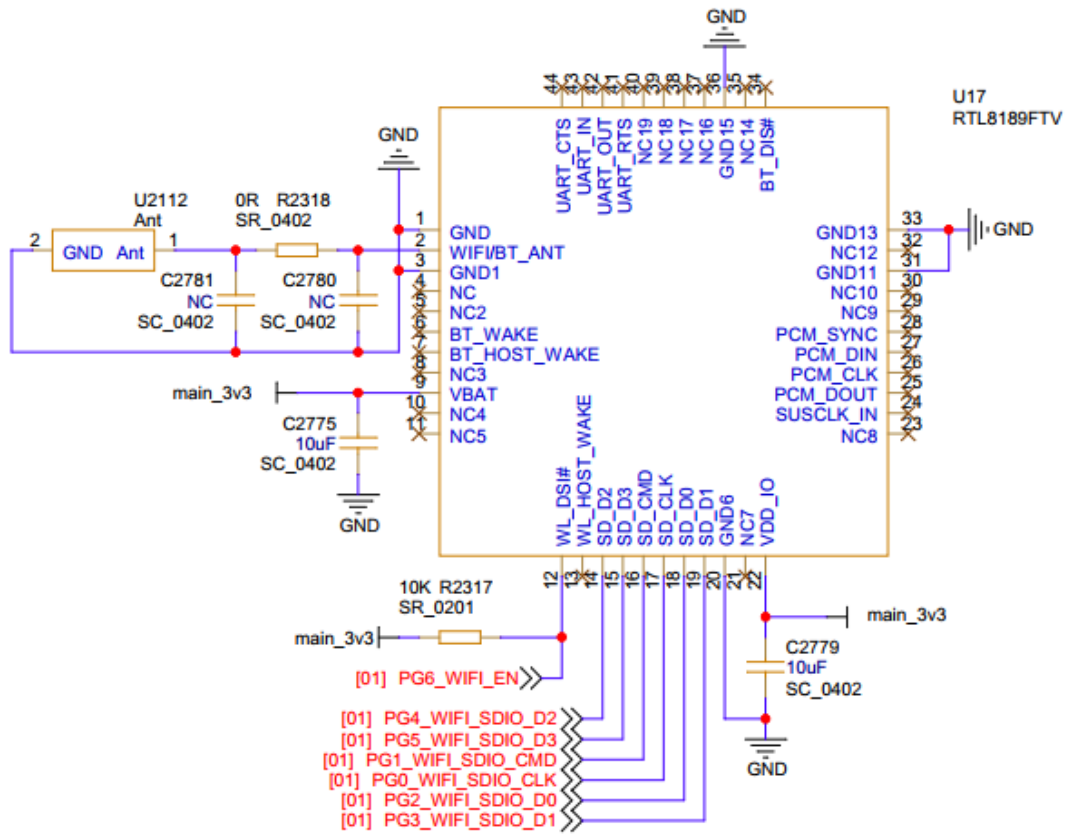 GND
44
43
42
41
40
39
38
37
36
35
34
U17
RTL8189FTV
UART_CTS
UART_IN
UART_OUT
UART_RTS
NC19
NC18
NC17
NC16
GND15
NC14
BT_DIS#
GND
U2112
Ant
0R R2318
SR_0402
2
GND Ant
1
C2781
NC
SC_0402
C2780
NC
SC_0402
1
GND
2
WIFI/BT_ANT
3
GND1
4
NC
5
NC2
6
BT_WAKE
7
BT_HOST_WAKE
8
NC3
main_3v3
9
VBAT
10
NC4
11
NC5
C2775
10uF
SC_0402
GND
33
GND13
GND
32
NC12
31
GND11
30
NC10
29
NC9
28
PCM_SYNC
27
PCM_DIN
26
PCM_CLK
25
PCM_DOUT
24
SUSCLK_IN
23
NC8
WL_DSI#
WL_HOST_WAKE
SD_D2
SD_D3
SD_CMD
SD_CLK
SD_D0
SD_D1
GND6
NC7
VDD_IO
12
13
14
15
16
17
18
19
20
21
22
10K R2317
SR_0201
main_3v3
main_3v3
C2779
10uF
SC_0402
GND
[01] PG6_WIFI_EN
[01] PG4_WIFI_SDIO_D2
[01] PG5_WIFI_SDIO_D3
[01] PG1_WIFI_SDIO_CMD
[01] PG0_WIFI_SDIO_CLK
[01] PG2_WIFI_SDIO_D0
[01] PG3_WIFI_SDIO_D1